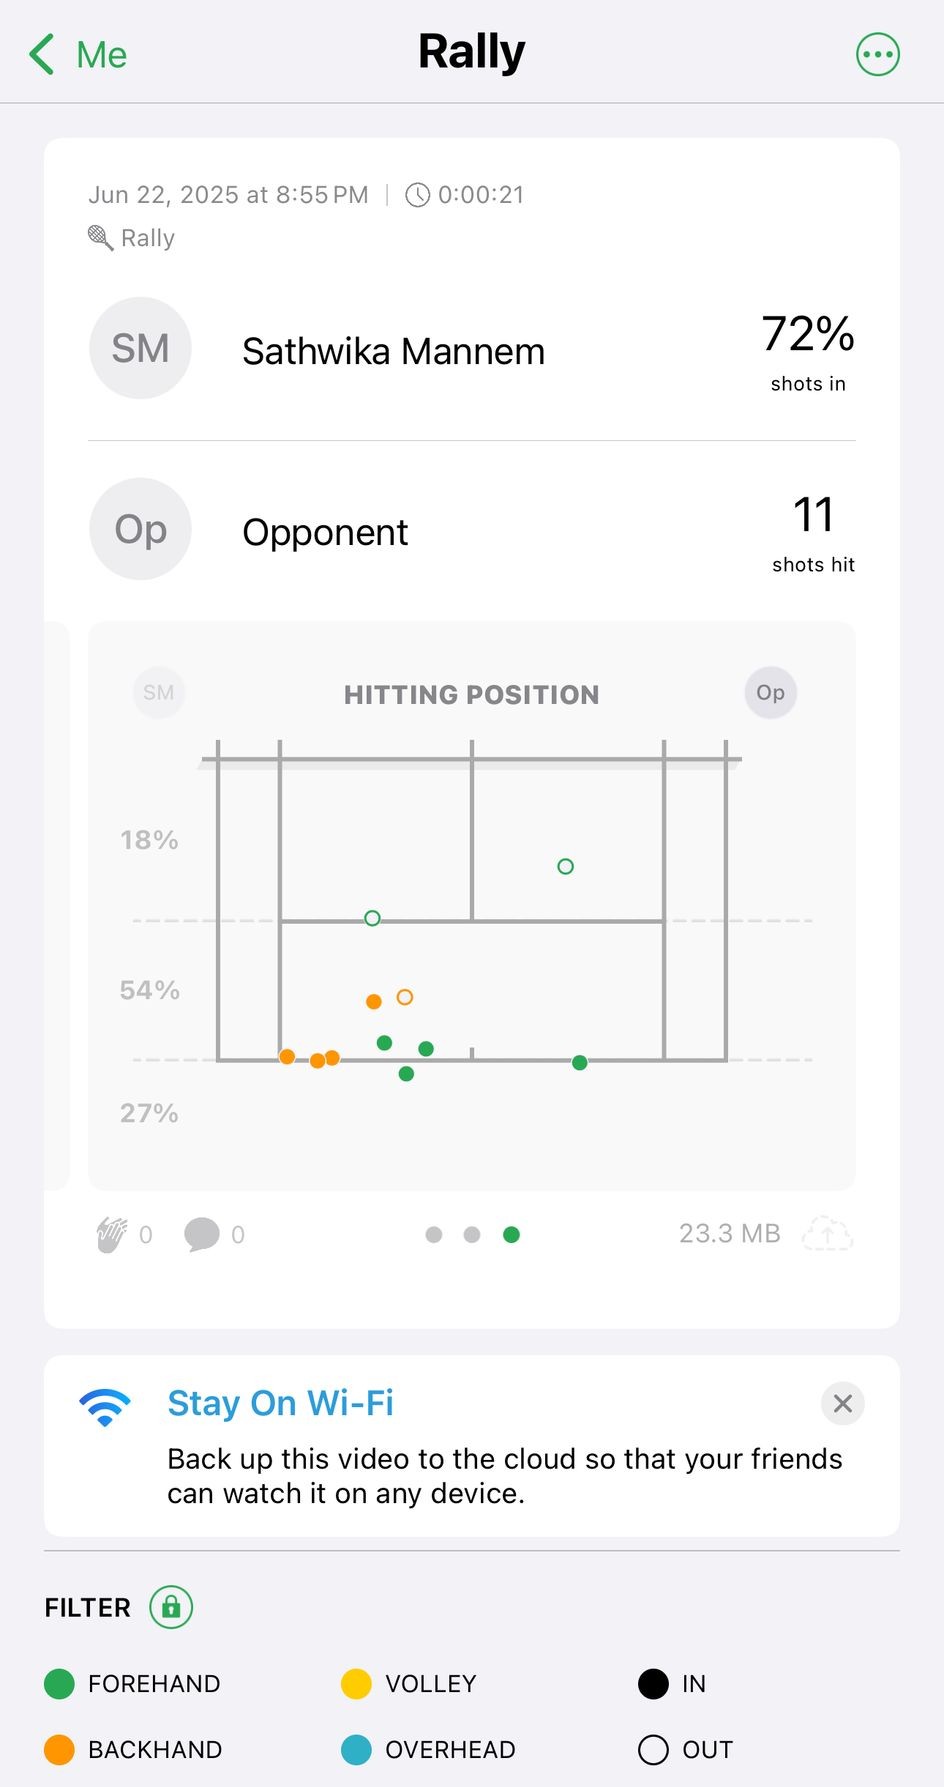 Me
Rally
Jun 22, 2025 at 8:55 PM | 0:00:21
Rally
SM
Sathwika Mannem
72%
shots in
Op
Opponent
11
shots hit
SM
HITTING POSITION
Op
18%
54%
27%
0
0
23.3 MB
Stay On Wi-Fi
Back up this video to the cloud so that your friends
can watch it on any device.
FILTER
FOREHAND
VOLLEY
IN
BACKHAND
OVERHEAD
OUT